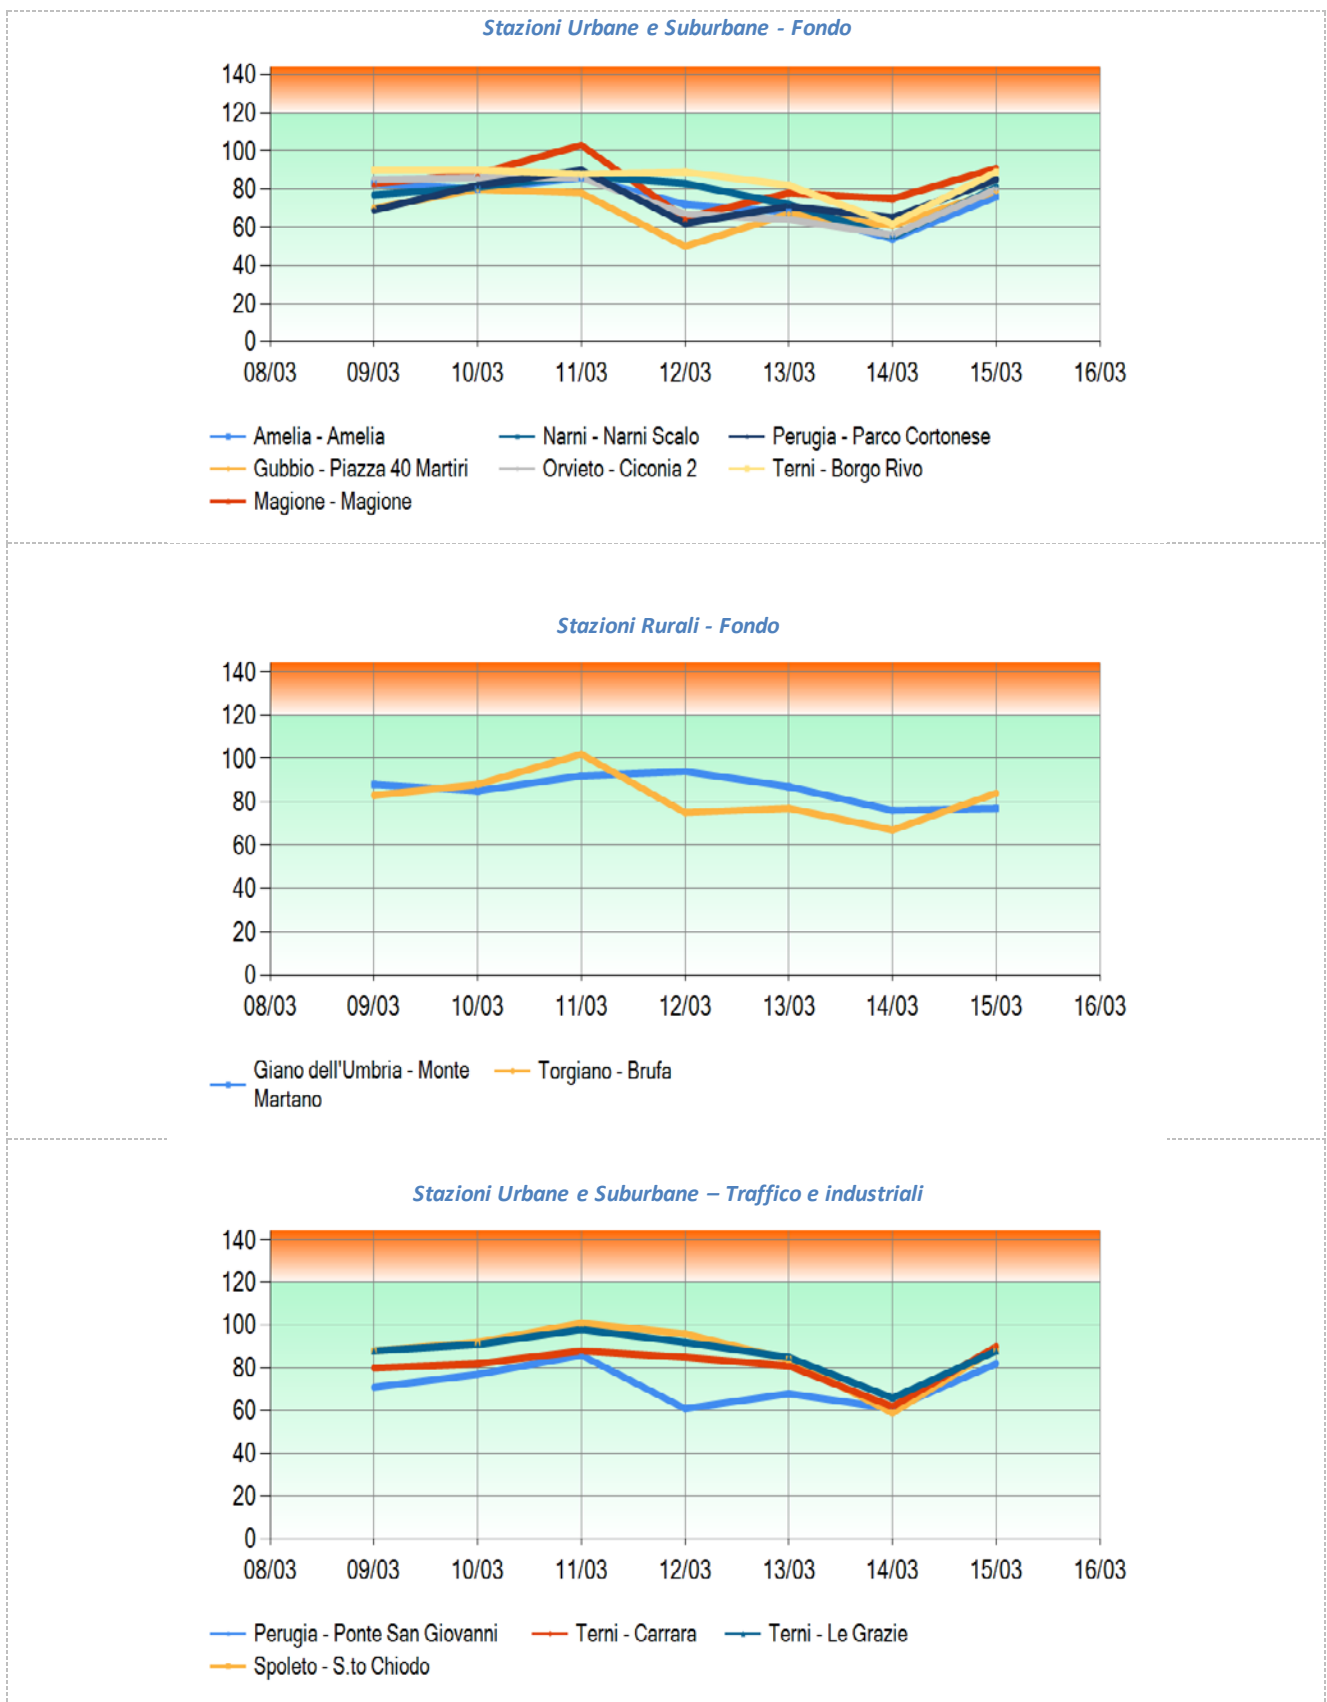 Stazioni Urbane e Suburbane - Fondo
140
120
100
80
60
40
20
0
08/03 09/03 10/03 11/03 12/03 13/03 14/03 15/03 16/03
Amelia - Amelia Narni - Narni Scalo Perugia - Parco Cortonese
Gubbio - Piazza 40 Martiri Orvieto - Ciconia 2 Terni - Borgo Rivo
Magione - Magione
Stazioni Rurali - Fondo
140
120
100
80
60
40
20
0
08/03 09/03 10/03 11/03 12/03 13/03 14/03 15/03 16/03
Giano dell'Umbria - Monte Torgiano - Brufa
Martano
Stazioni Urbane e Suburbane – Traffico e industriali
140
120
100
80
60
40
20
0
08/03 09/03 10/03 11/03 12/03 13/03 14/03 15/03 16/03
Perugia - Ponte San Giovanni Terni - Carrara Terni - Le Grazie
Spoleto - S.to Chiodo